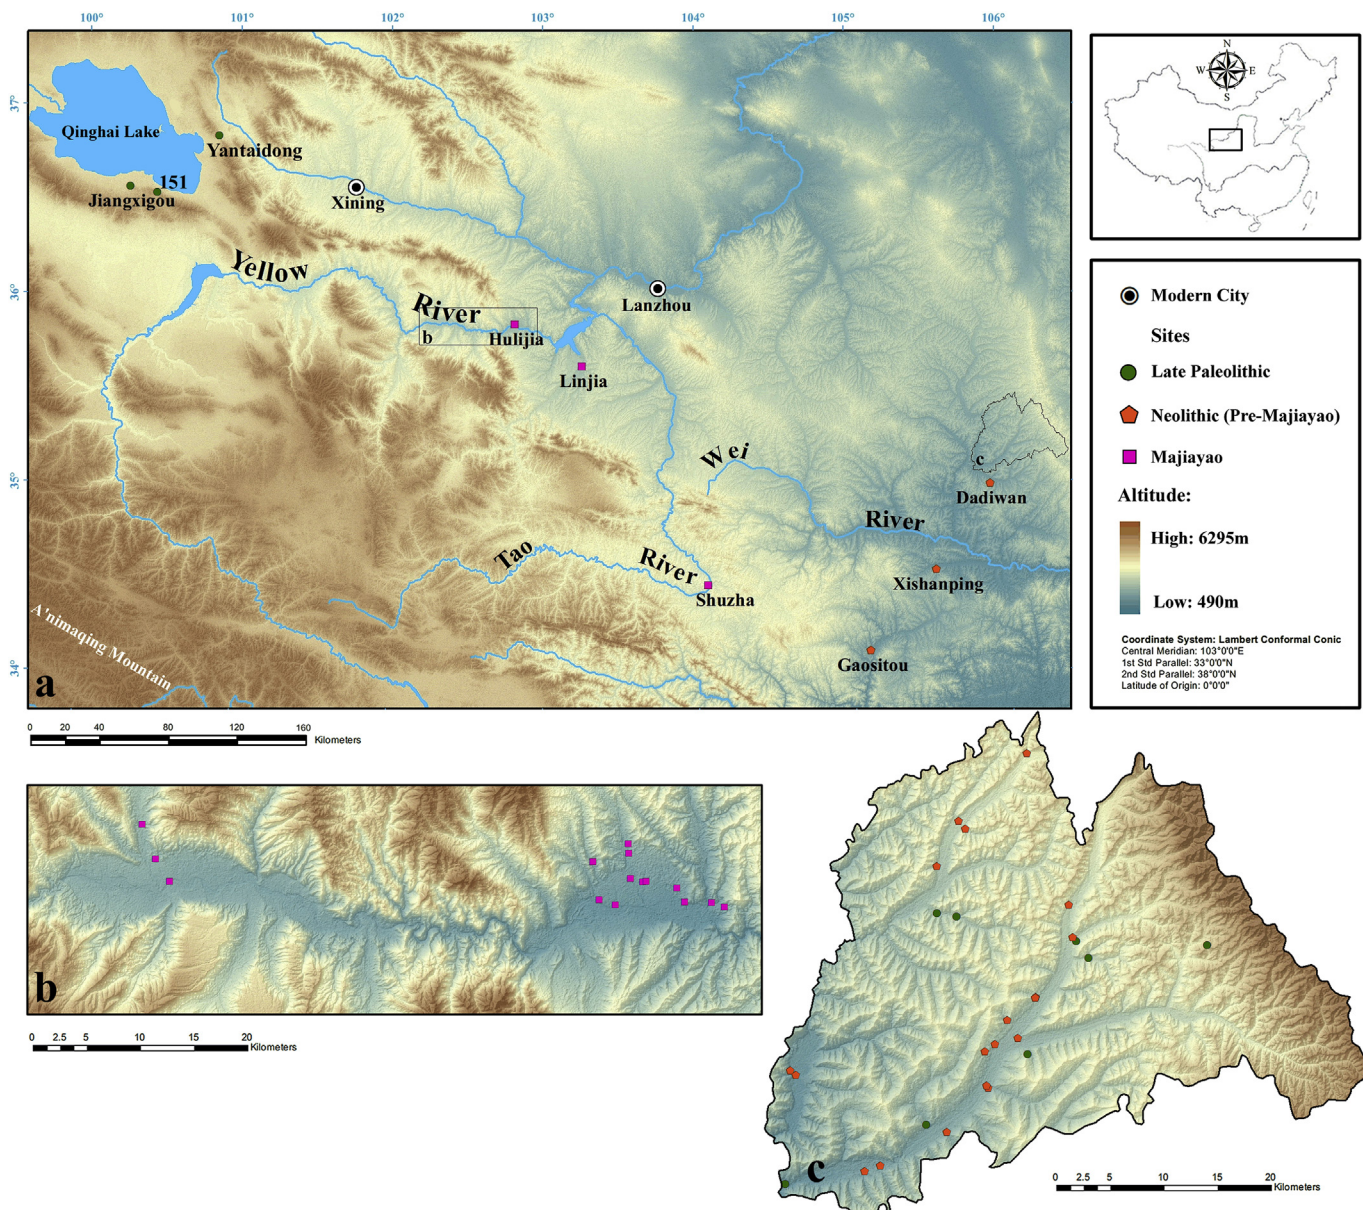 100° 101° 102° 103° 104° 105° 106°
37°
36°
35°
34°
Qinghai Lake
Yantaidong
151
Jiangxigou
Xining
Yellow
River
b
Hulijia
Lanzhou
Linjia
Wei
River
c
Dadiwan
Tao
River
Xishanping
Shuzha
Gaositou
A'nimaqing Mountain
a
0 20 40 80 120 160
Kilometers
N
W E
S
Modern City
Sites
Late Paleolithic
Neolithic (Pre-Majiayao)
Majiayao
Altitude:
High: 6295m
Low: 490m
Coordinate System: Lambert Conformal Conic
Central Meridian: 103°0'0"E
1st Std Parallel: 33°0'0"N
2nd Std Parallel: 38°0'0"N
Latitude of Origin: 0°0'0"
b
0 2.5 5 10 15 20
Kilometers
c
0 2.5 5 10 15 20
Kilometers